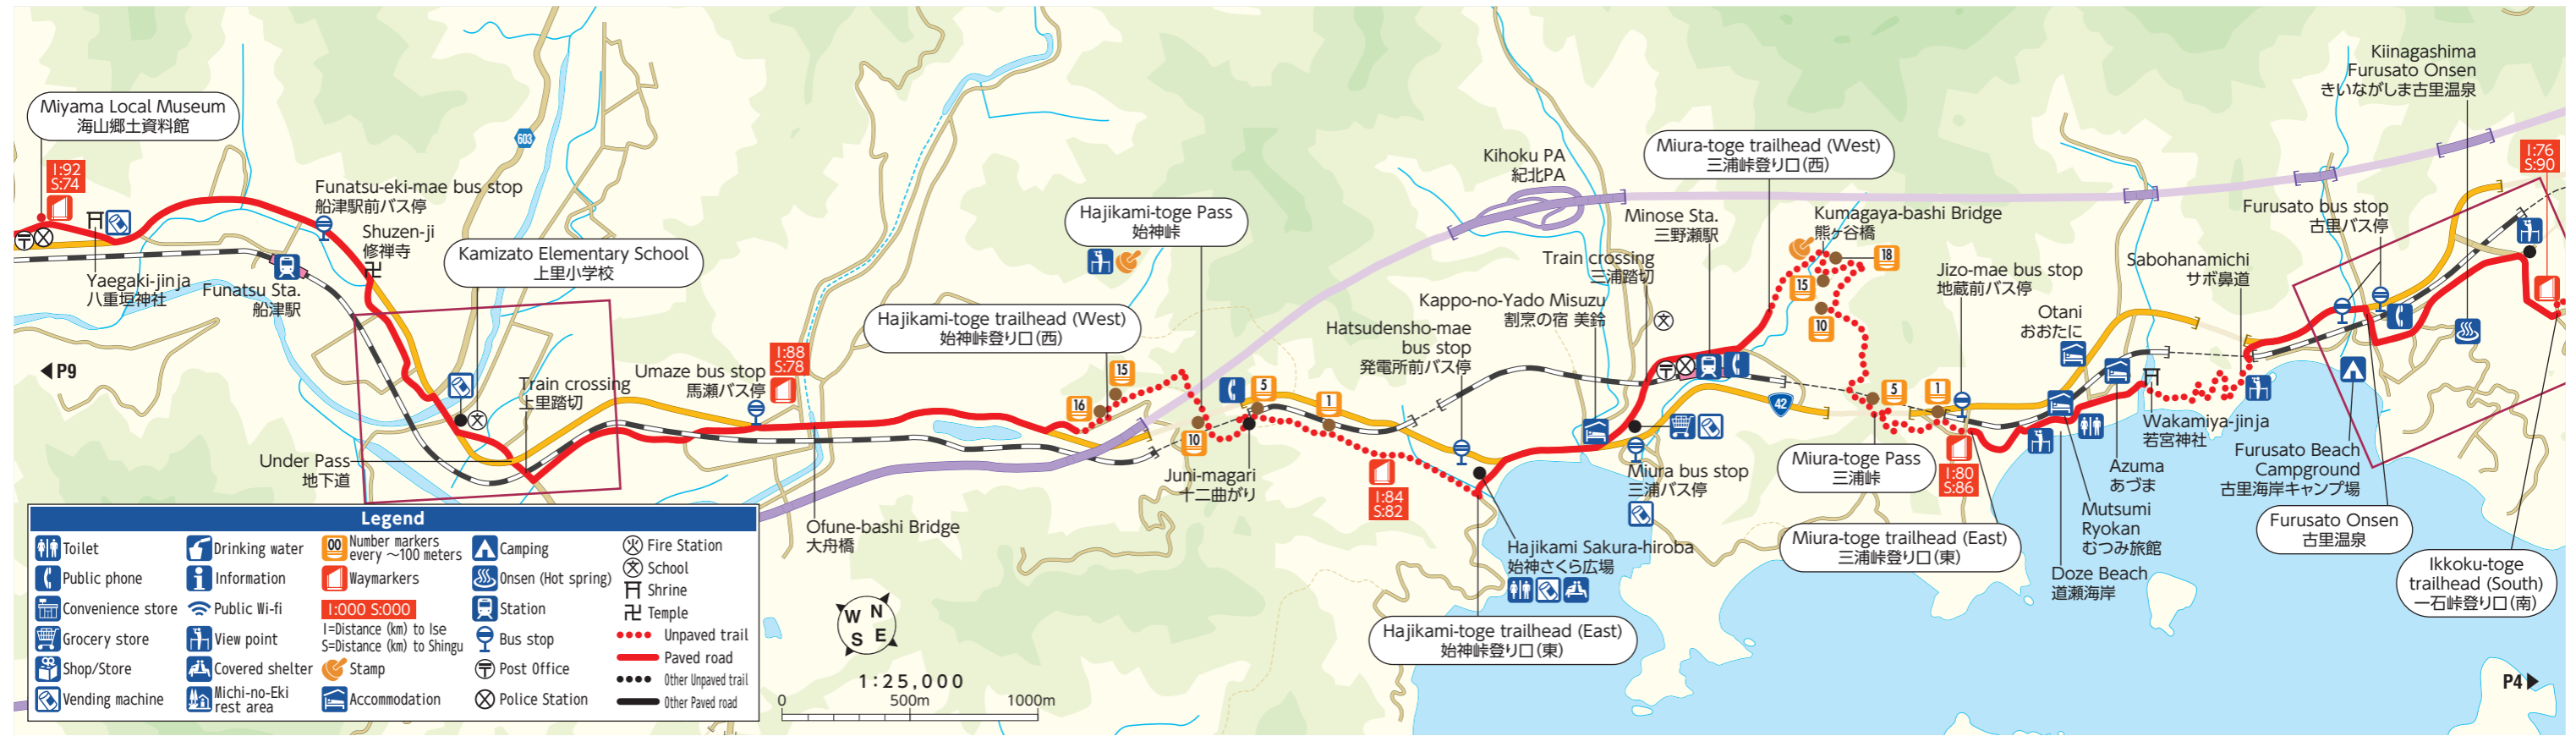 Miyama Local Museum
海山郷土資料館
I:92
S:74
Yaegaki-jinja
八重垣神社
Funatsu Sta.
船津駅
Funatsu-eki-mae bus stop
船津駅前バス停
Shuzen-ji
修禅寺
603
Kamizato Elementary School
上里小学校
◀P9
Under Pass
地下道
Train crossing
上里踏切
Umaze bus stop
馬瀬バス停
I:88
S:78
Ofune-bashi Bridge
大舟橋
Hajikami-toge trailhead (West)
始神峠登り口(西)
16
15
Hajikami-toge Pass
始神峠
10
Juni-magari
十二曲がり
5
1
I:84
S:82
Hatsudensho-mae
bus stop
発電所前バス停
Kappo-no-Yado Misuzu
割烹の宿 美鈴
Kihoku PA
紀北PA
Train crossing
三浦踏切
Minose Sta.
三野瀬駅
Miura-toge trailhead (West)
三浦峠登り口(西)
Kumagaya-bashi Bridge
熊ヶ谷橋
18
15
10
42
Miura bus stop
三浦バス停
Hajikami Sakura-hiroba
始神さくら広場
Hajikami-toge trailhead (East)
始神峠登り口(東)
5
1
Miura-toge Pass
三浦峠
I:80
S:86
Miura-toge trailhead (East)
三浦峠登り口(東)
Jizo-mae bus stop
地蔵前バス停
Otani
おおたに
Doze Beach
道瀬海岸
Mutsumi
Ryokan
むつみ旅館
Azuma
あづま
Wakamiya-jinja
若宮神社
Sabohanamichi
サボ鼻道
Furusato bus stop
古里バス停
Kiinagashima
Furusato Onsen
きいながしま古里温泉
Furusato Beach
Campground
古里海岸キャンプ場
Furusato Onsen
古里温泉
I:76
S:90
Ikkoku-toge
trailhead (South)
一石峠登り口(南)
P4▶
Legend
Toilet
Public phone
Convenience store
Grocery store
Shop/Store
Vending machine
Drinking water
Information
Public Wi-fi
View point
Covered shelter
Michi-no-Eki
rest area
00
Number markers
every ～100 meters
Waymarkers
I:000 S:000
I=Distance (km) to Ise
S=Distance (km) to Shingu
Stamp
Accommodation
Camping
Onsen (Hot spring)
Station
Bus stop
Post Office
Police Station
Fire Station
School
Shrine
Temple
Unpaved trail
Paved road
Other Unpaved trail
Other Paved road
W N
S E
1:25,000
0 500m 1000m